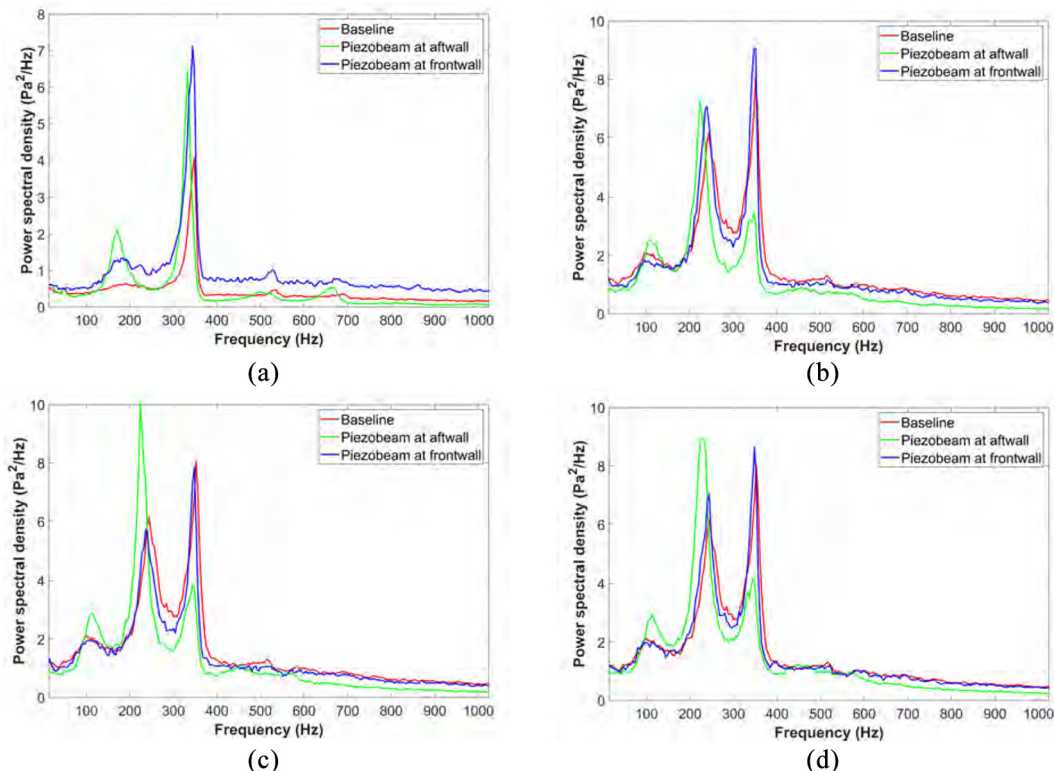 8
7
6
5
4
3
2
1
0
Power spectral density (Pa²/Hz)
Baseline
Piezobeam at aftwall
Piezobeam at frontwall
100 200 300 400 500 600 700 800 900 1000
Frequency (Hz)
(a)
10
8
6
4
2
0
Power spectral density (Pa²/Hz)
Baseline
Piezobeam at aftwall
Piezobeam at frontwall
100 200 300 400 500 600 700 800 900 1000
Frequency (Hz)
(b)
10
8
6
4
2
0
Power spectral density (Pa²/Hz)
Baseline
Piezobeam at aftwall
Piezobeam at frontwall
100 200 300 400 500 600 700 800 900 1000
Frequency (Hz)
(c)
10
8
6
4
2
0
Power spectral density (Pa²/Hz)
Baseline
Piezobeam at aftwall
Piezobeam at frontwall
100 200 300 400 500 600 700 800 900 1000
Frequency (Hz)
(d)